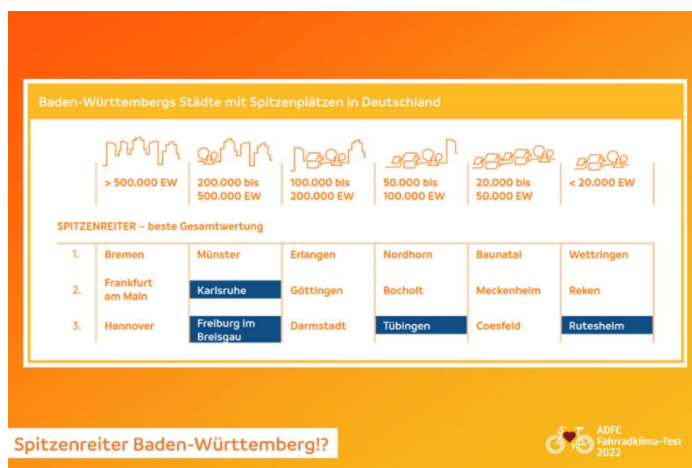 Baden-Württembergs Städte mit Spitzenplätzen in Deutschland
> 500.000 EW
200.000 bis
500.000 EW
100.000 bis
200.000 EW
50.000 bis
100.000 EW
20.000 bis
50.000 EW
< 20.000 EW
SPITZENREITER – beste Gesamtwertung
1. Bremen Münster Erlangen Nordhorn Baunatal Wettringen
2. Frankfurt
am Main Karlsruhe Göttingen Bocholt Meckenheim Reken
3. Hannover Freiburg im
Breisgau Darmstadt Tübingen Coesfeld Rutesheim
Spitzenreiter Baden-Württemberg!?
ADFC
Fahrradklima-Test
2022